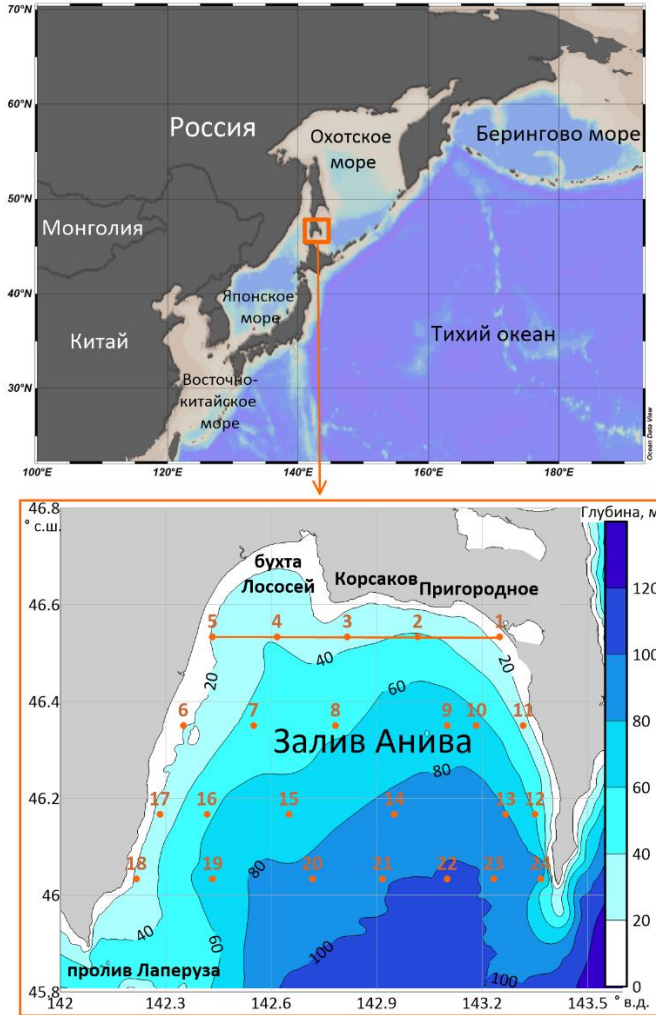 70°N
60°N
50°N
40°N
30°N
Россия
Охотское
море
Берингово море
Монголия
Японское
море
Китай
Тихий океан
Восточно-
китайское
море
Ocean Data View
100°E
120°E
140°E
160°E
180°E
46.8
° с.ш.
Глубина, м
бухта
Лососей
Корсаков
Пригородное
46.6
5
4
3
2
1
20
40
20
60
46.4
6
7
8
9
10
11
Залив Анива
80
46.2
17
16
15
14
13
12
18
19
20
21
22
23
24
46
80
40
60
100
100
пролив Лаперуза
45.8
142
142.3
142.6
142.9
143.2
143.5
° в.д.
120
100
80
60
40
20
0